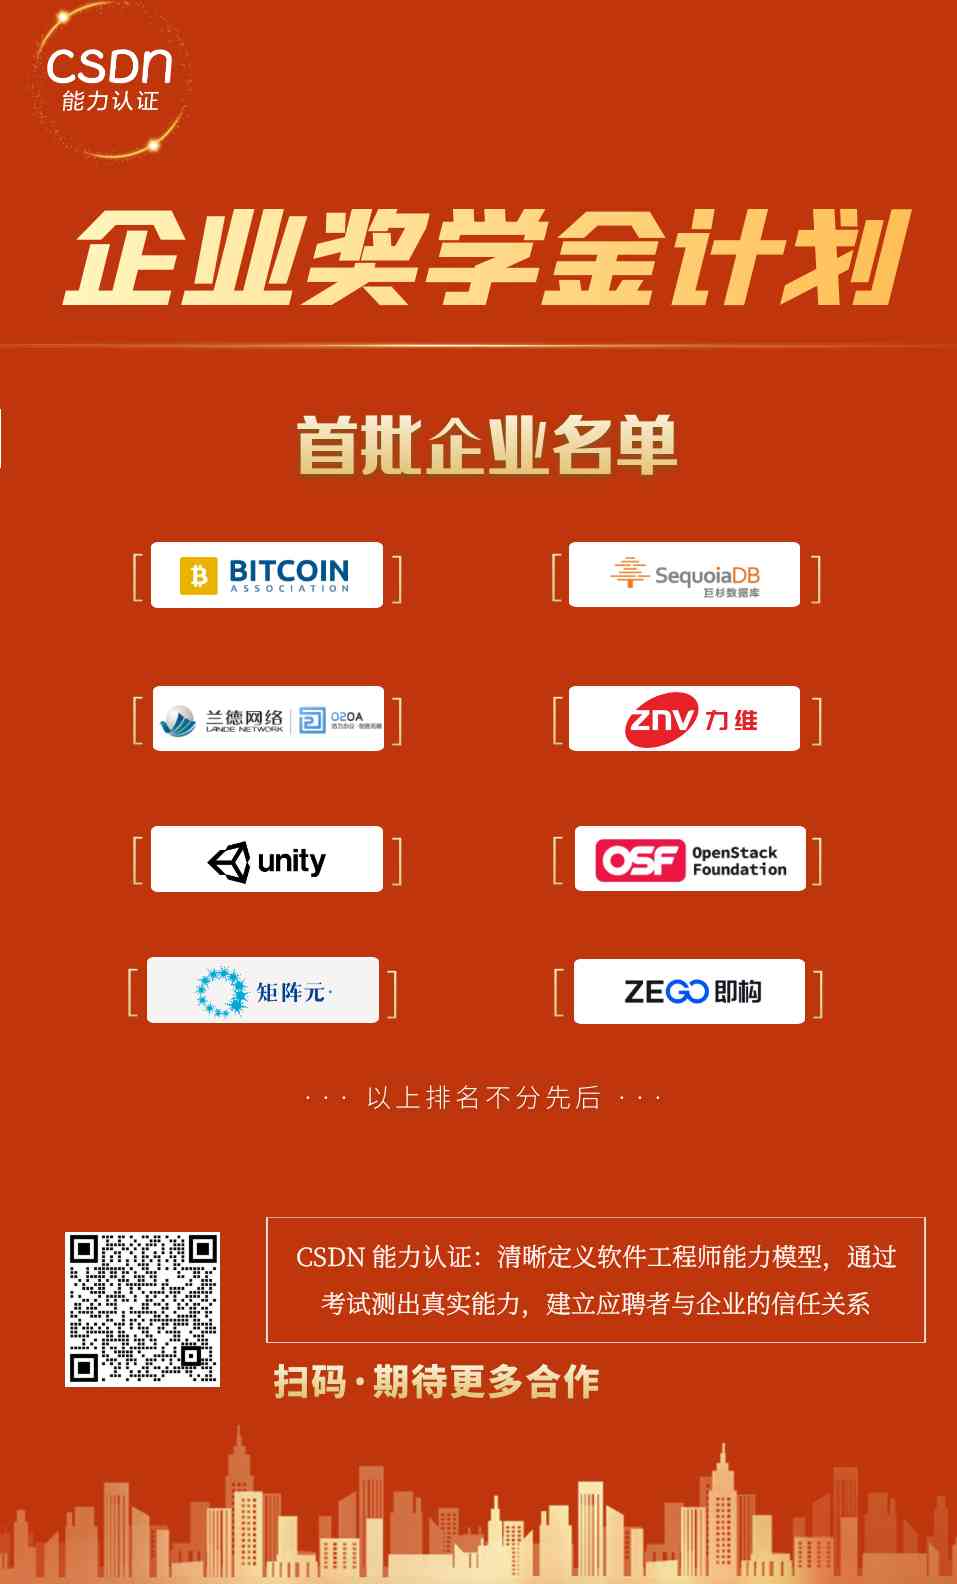 CSDN
能力认证
企业奖学金计划
首批企业名单
BITCOIN
ASSOCIATION
SequoiaDB
巨杉数据库
兰德网络
LANDE NETWORK
O2OA
znv 力维
unity
OSF OpenStack
Foundation
矩阵元
ZEGO 即构
··· 以上排名不分先后 ···
CSDN 能力认证：清晰定义软件工程师能力模型，通过
考试测出真实能力，建立应聘者与企业的信任关系
扫码·期待更多合作